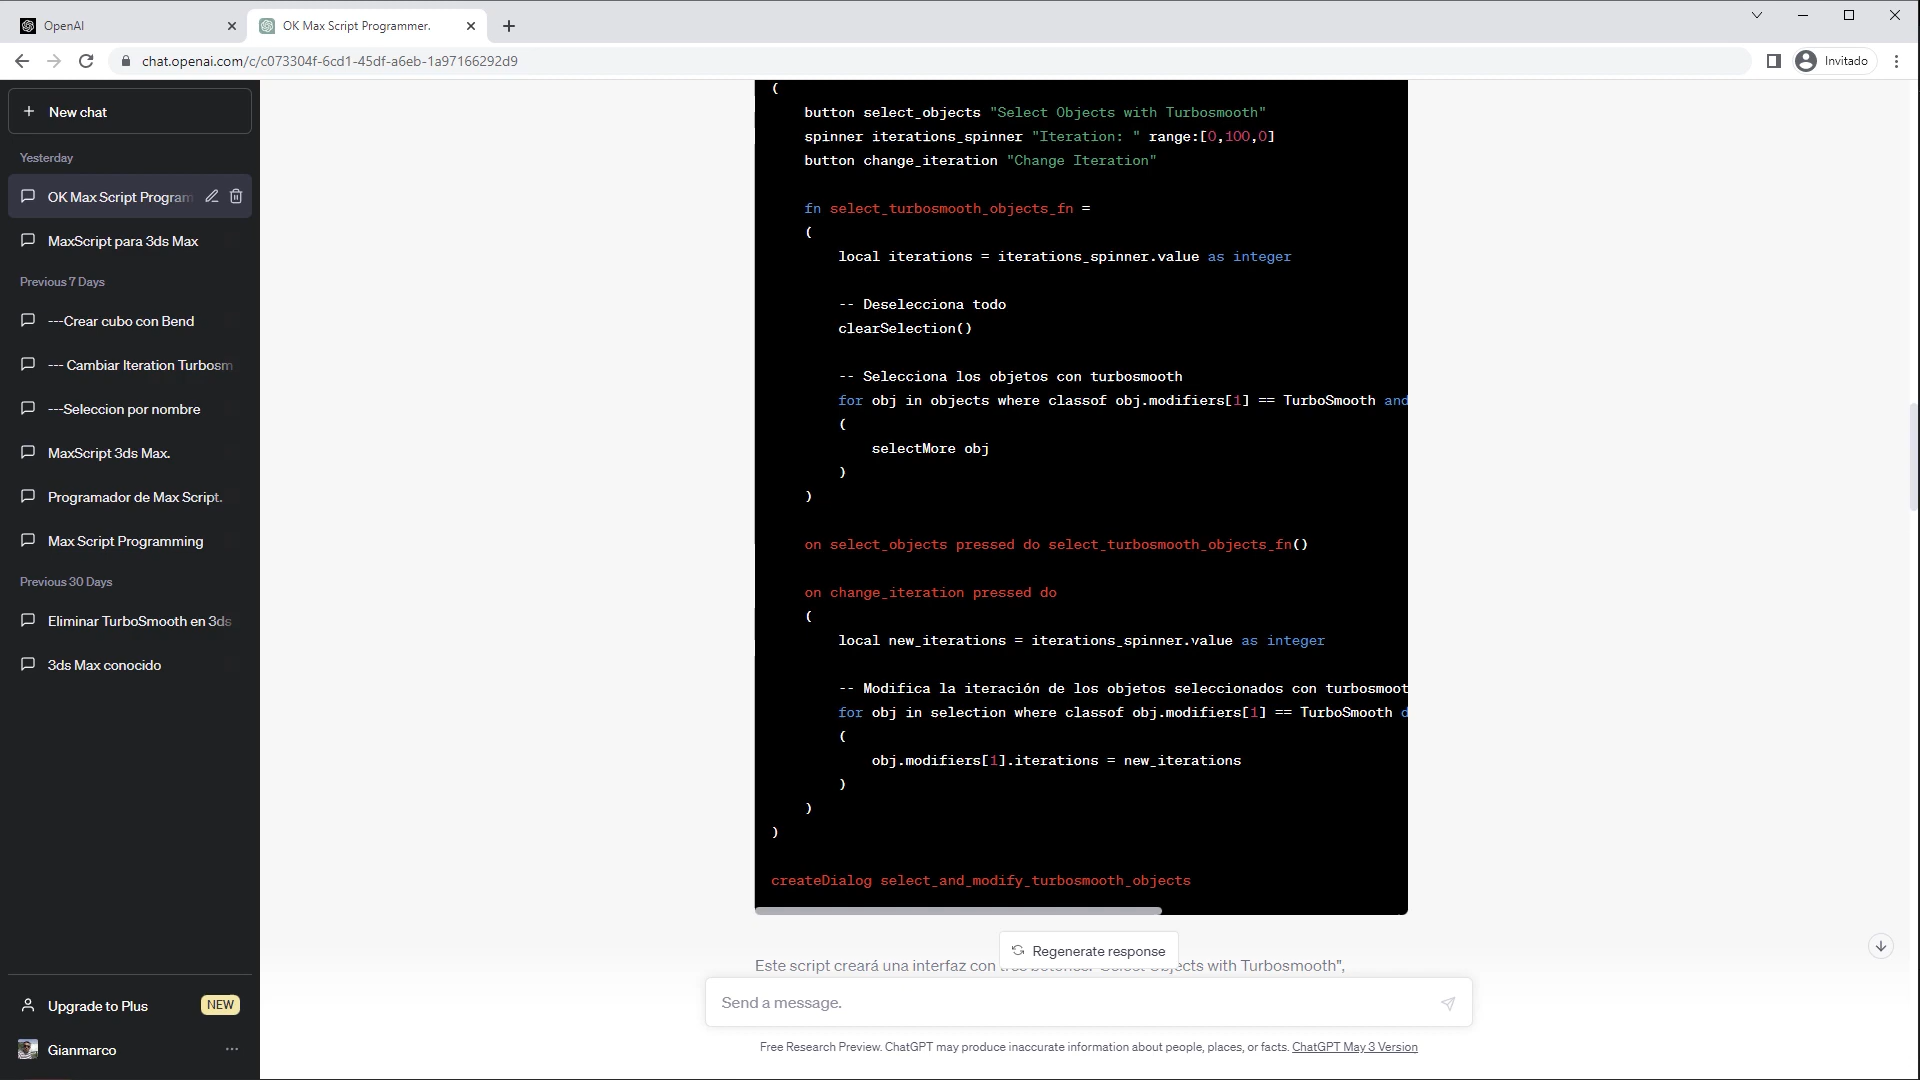 OpenAI
OK Max Script Programmer.
chat.openai.com/c/c073304f-6cd1-45df-a6eb-1a97166292d9
Invitado
New chat
Yesterday
OK Max Script Program
MaxScript para 3ds Max
Previous 7 Days
---Crear cubo con Bend
--- Cambiar Iteration Turbosm
---Seleccion por nombre
MaxScript 3ds Max.
Programador de Max Script.
Max Script Programming
Previous 30 Days
Eliminar TurboSmooth en 3ds
3ds Max conocido
Upgrade to Plus
NEW
Gianmarco
(
button select_objects "Select Objects with Turbosmooth"
spinner iterations_spinner "Iteration: " range:[0,100,0]
button change_iteration "Change Iteration"
fn select_turbosmooth_objects_fn =
(
local iterations = iterations_spinner.value as integer
-- Deselecciona todo
clearSelection()
-- Selecciona los objetos con turbosmooth
for obj in objects where classof obj.modifiers[1] == TurboSmooth and
(
selectMore obj
)
)
on select_objects pressed do select_turbosmooth_objects_fn()
on change_iteration pressed do
(
local new_iterations = iterations_spinner.value as integer
-- Modifica la iteración de los objetos seleccionados con turbosmoot
for obj in selection where classof obj.modifiers[1] == TurboSmooth d
(
obj.modifiers[1].iterations = new_iterations
)
)
)
createDialog select_and_modify_turbosmooth_objects
Regenerate response
Este script creará una interfaz con Objects with Turbosmooth",
Send a message.
Free Research Preview. ChatGPT may produce inaccurate information about people, places, or facts. ChatGPT May 3 Version